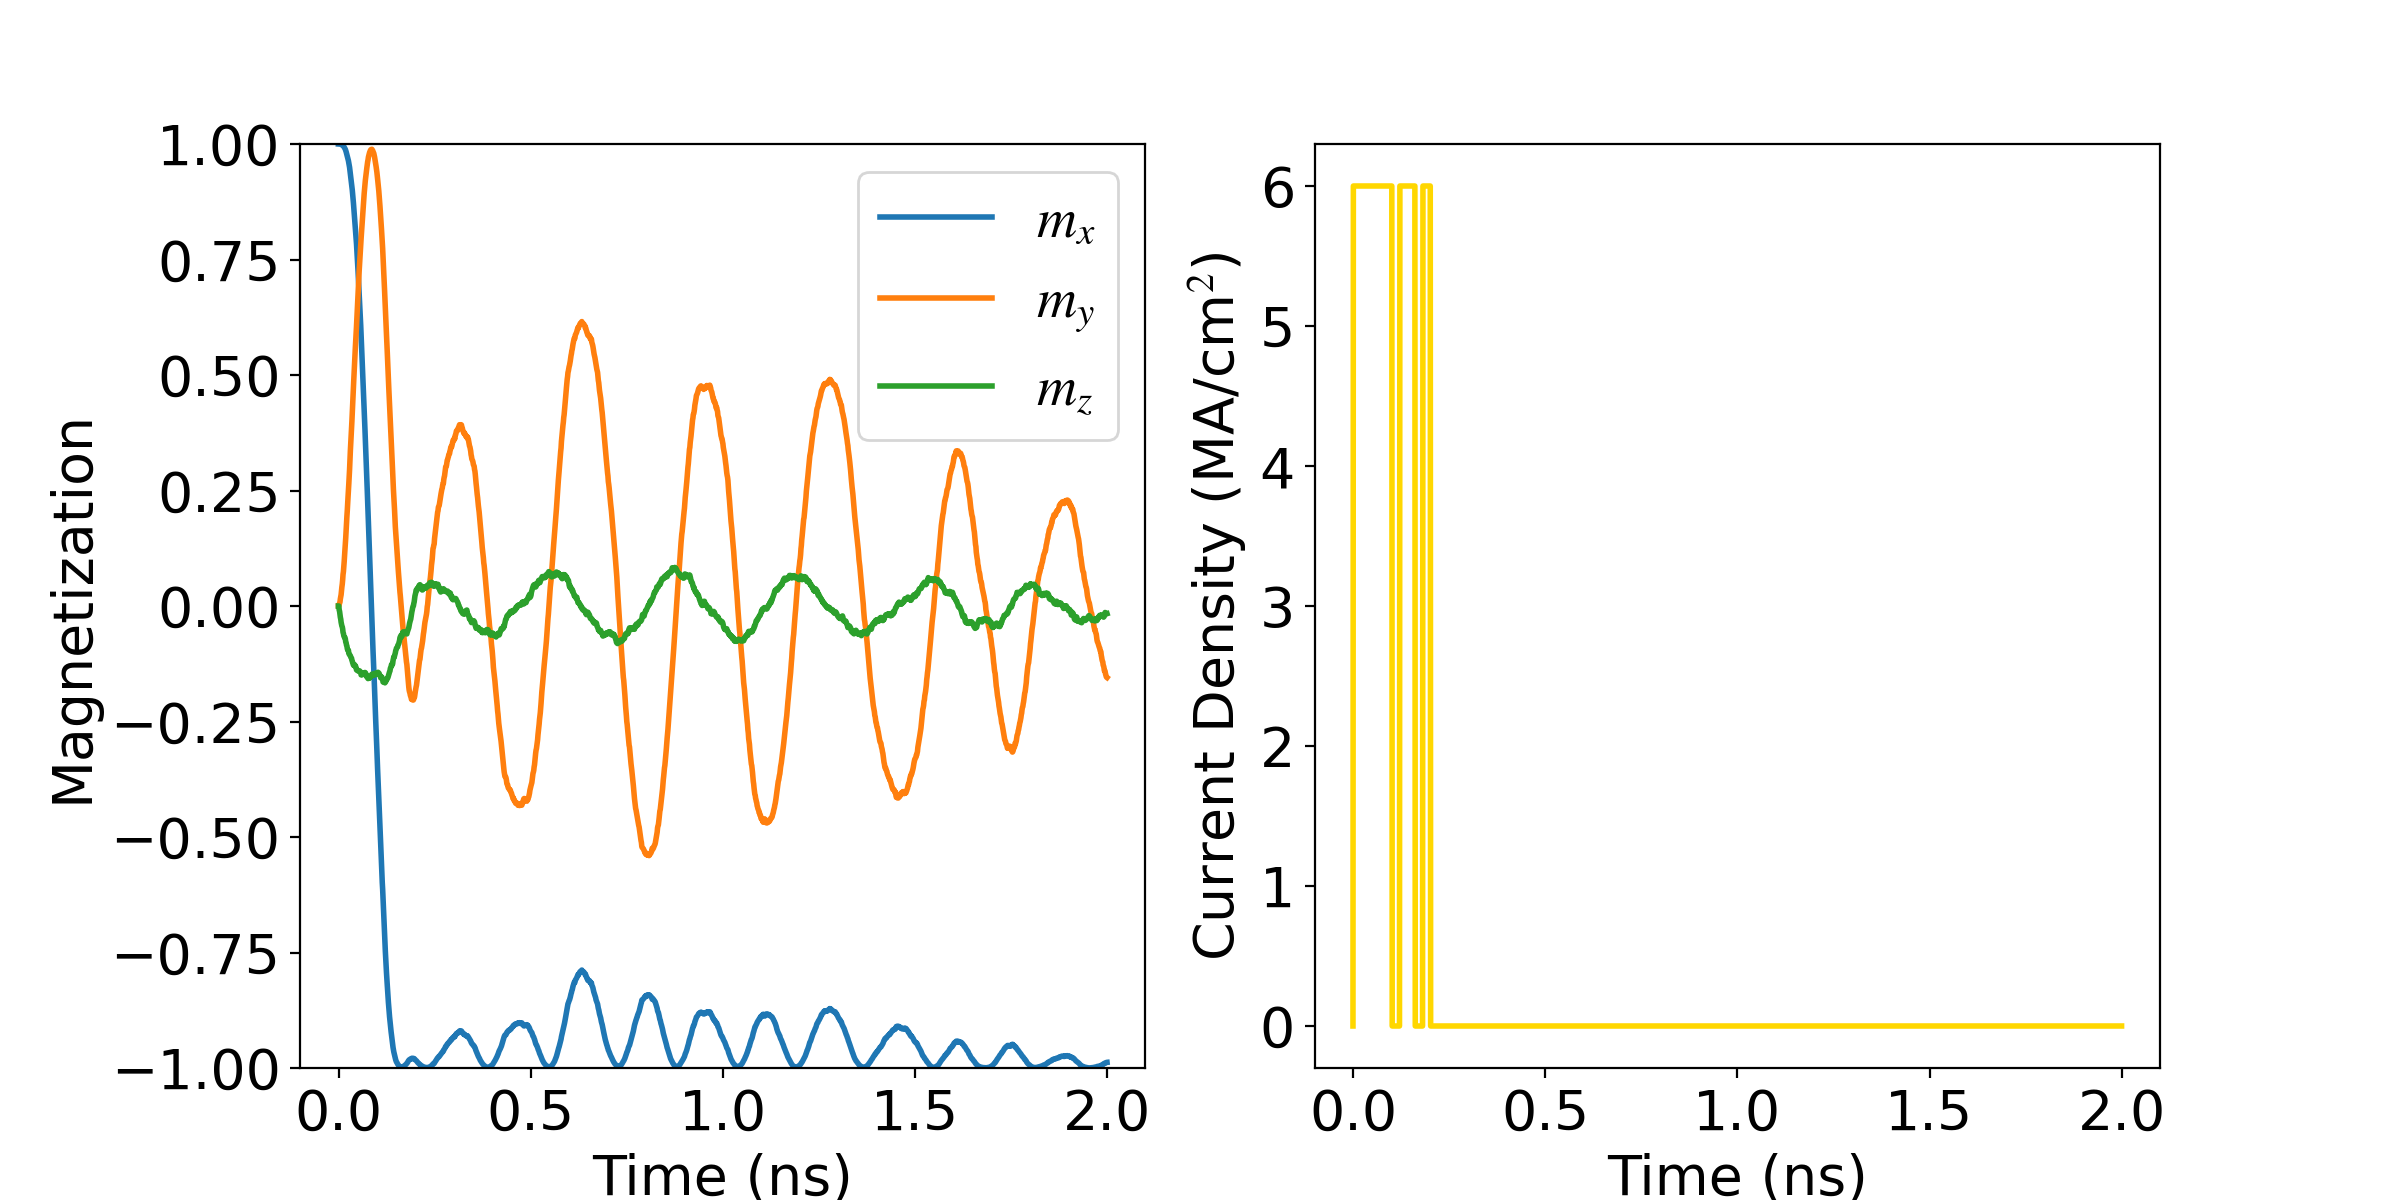 1.00
0.75
0.50
0.25
0.00
−0.25
−0.50
−0.75
−1.00
Magnetization
0.0 0.5 1.0 1.5 2.0
Time (ns)
m_x
m_y
m_z
6
5
4
3
2
1
0
Current Density (MA/cm²)
0.0 0.5 1.0 1.5 2.0
Time (ns)